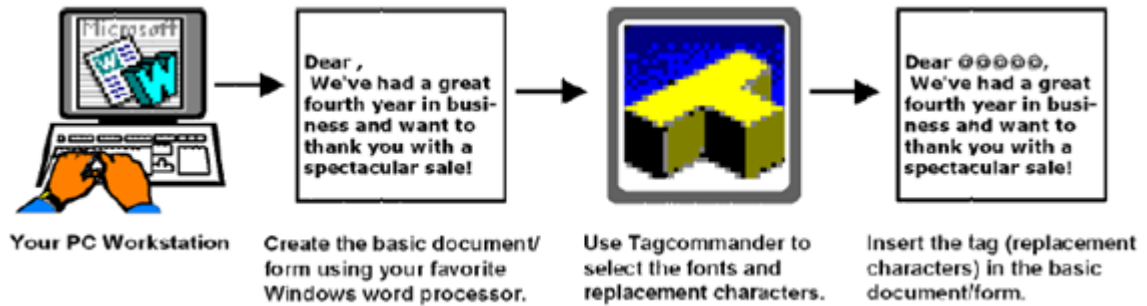 Microsoft
W
W
Your PC Workstation
Dear ,
We've had a great
fourth year in busi-
ness and want to
thank you with a
spectacular sale!
Create the basic document/
form using your favorite
Windows word processor.
Use Tagcommander to
select the fonts and
replacement characters.
Dear @@@@@,
We've had a great
fourth year in busi-
ness and want to
thank you with a
spectacular sale!
Insert the tag (replacement
characters) in the basic
document/form.